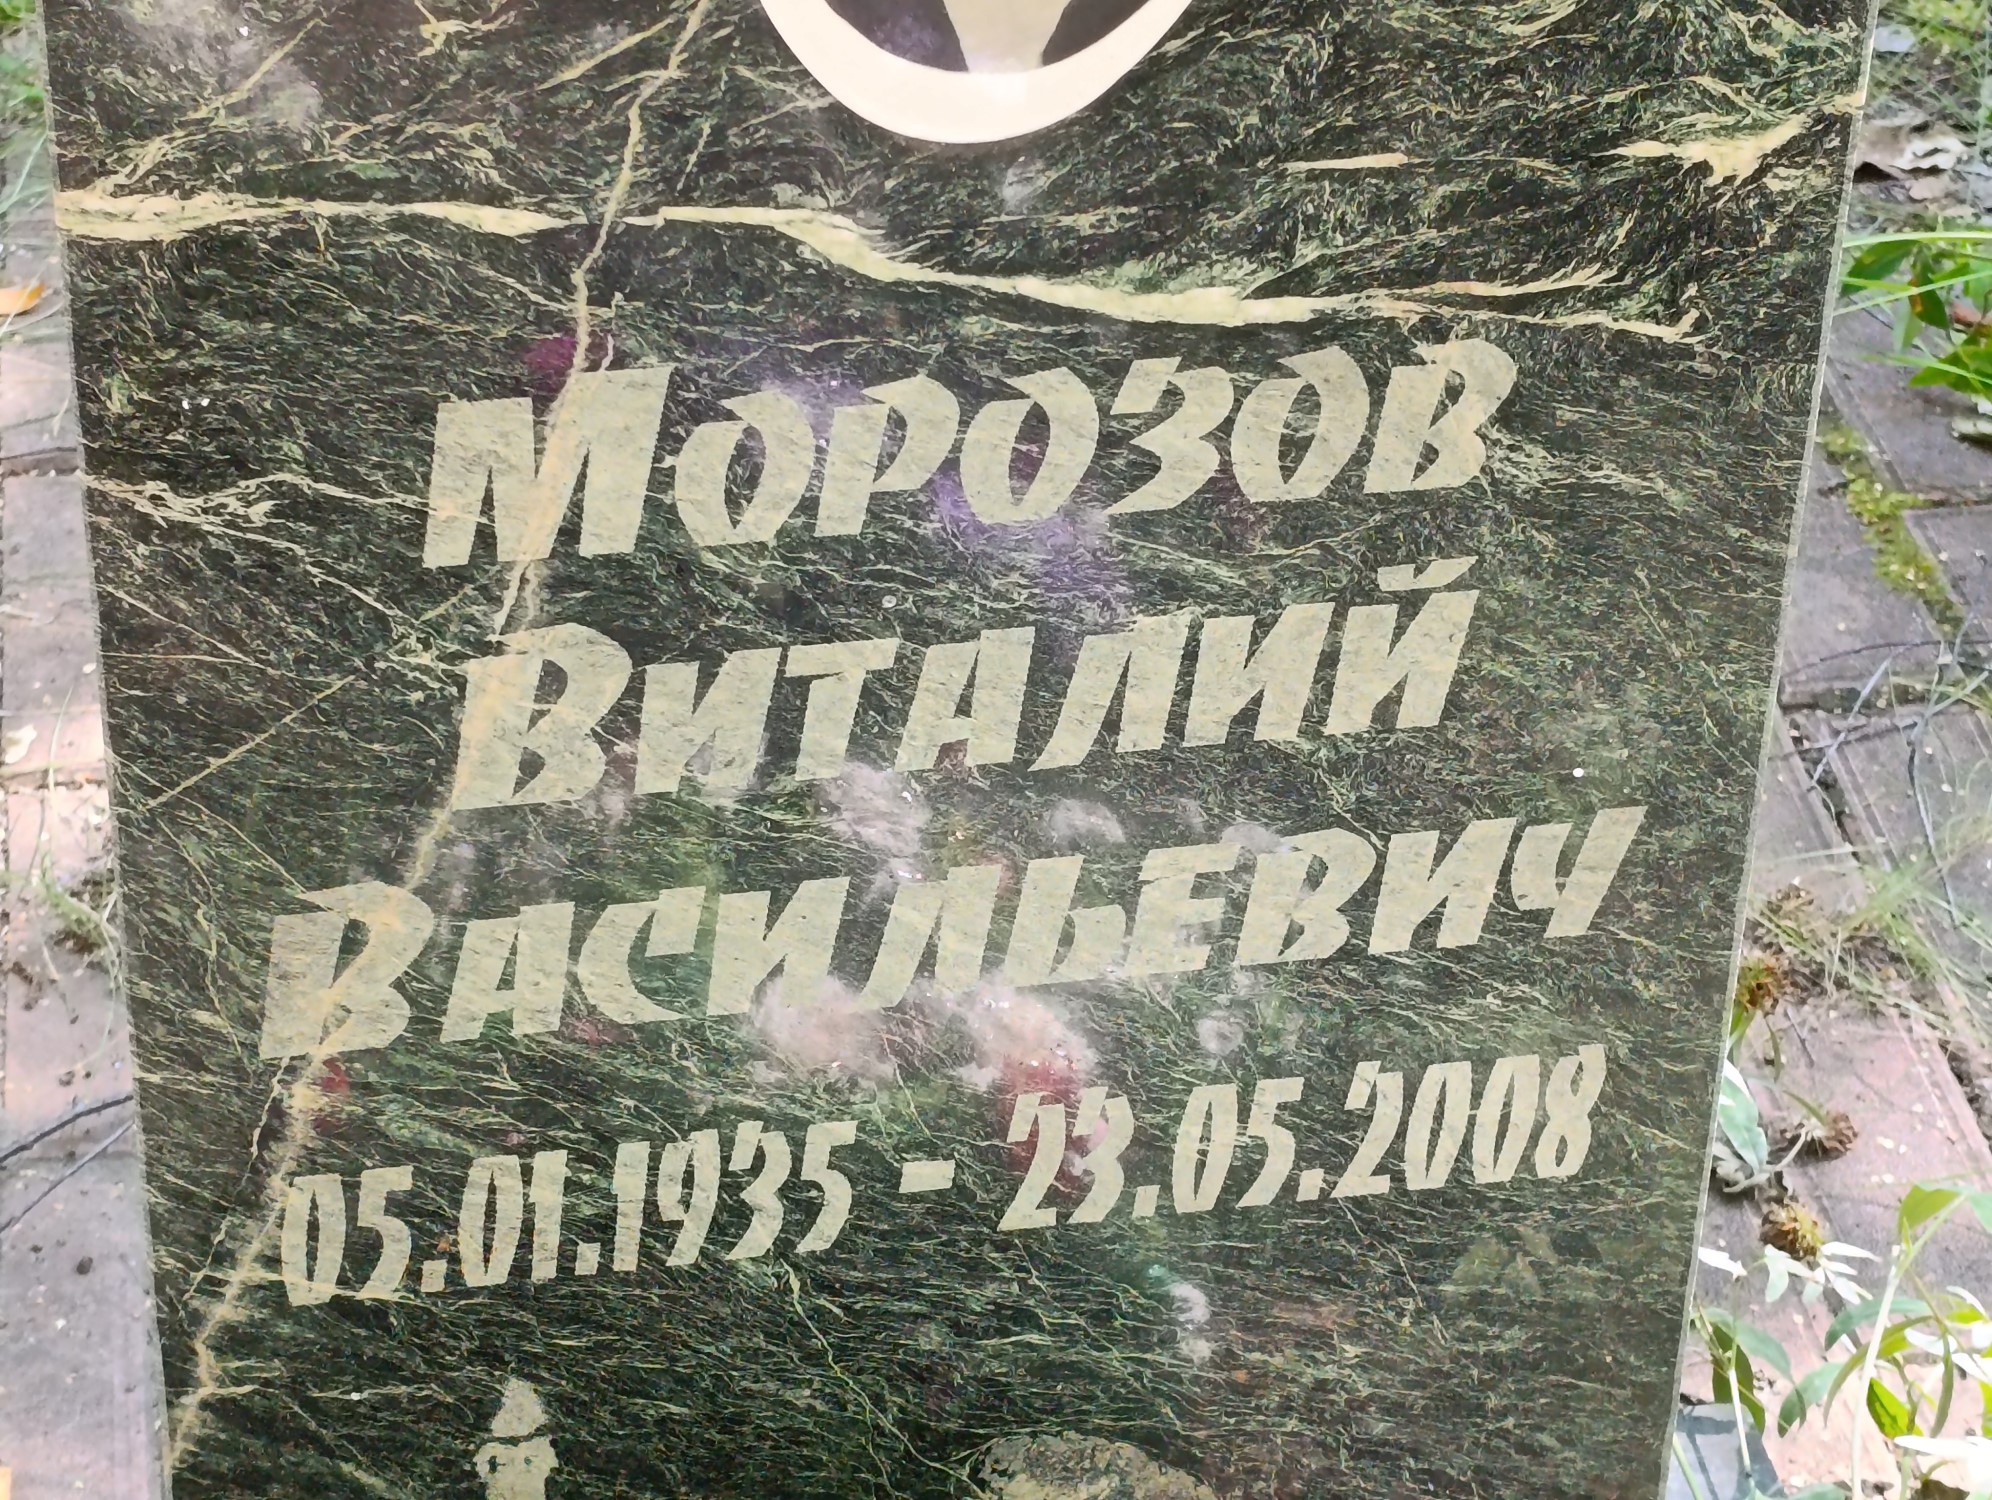 Морозов
Виталий
Васильевич
05.01.1935 - 23.05.2008